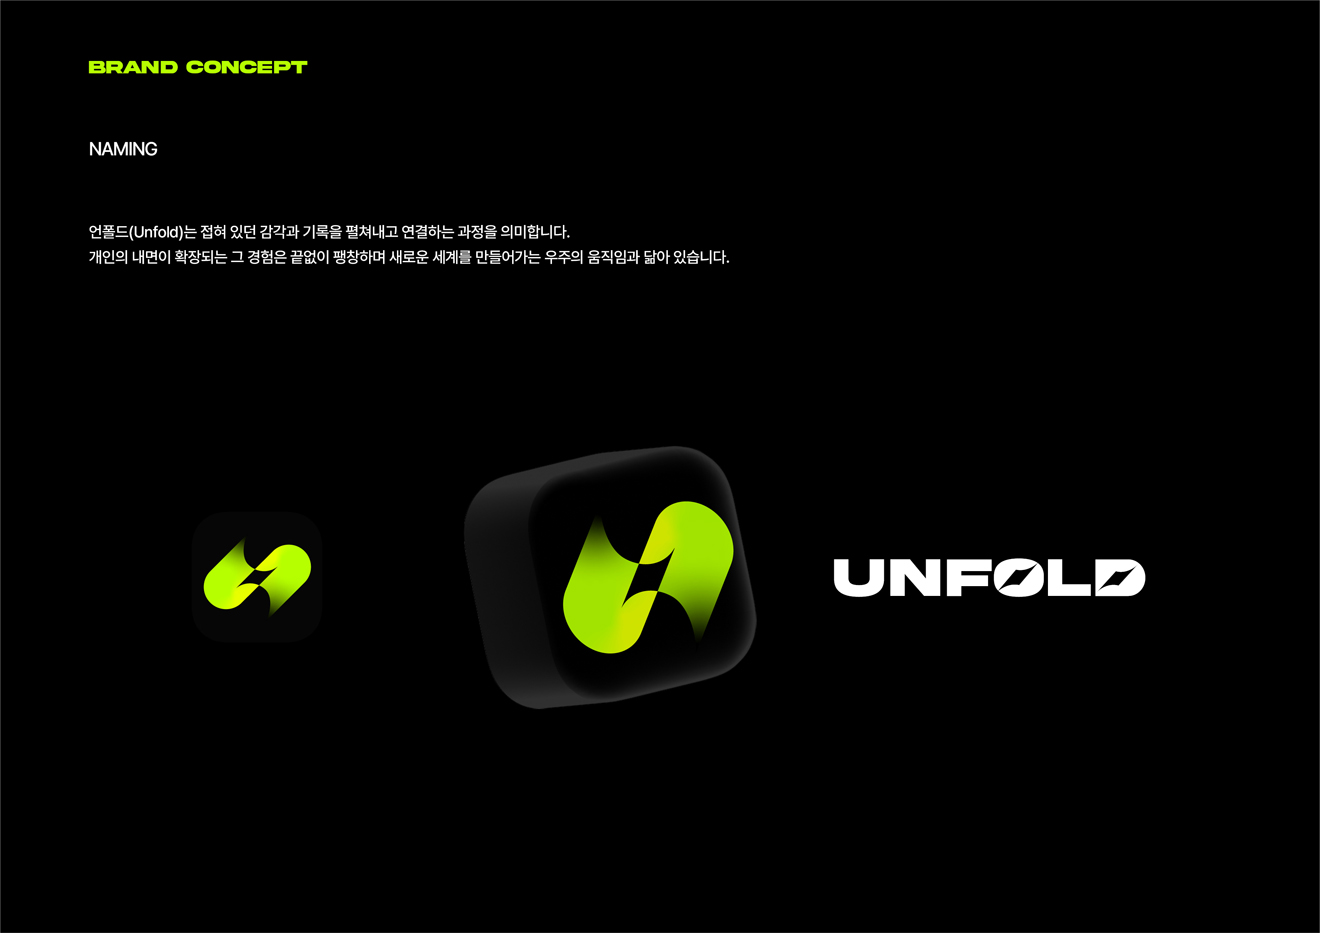 BRAND CONCEPT
NAMING
언폴드(Unfold)는 접혀 있던 감각과 기록을 펼쳐내고 연결하는 과정을 의미합니다.
개인의 내면이 확장되는 그 경험은 끝없이 팽창하며 새로운 세계를 만들어가는 우주의 움직임과 닮아 있습니다.
UNFOLD